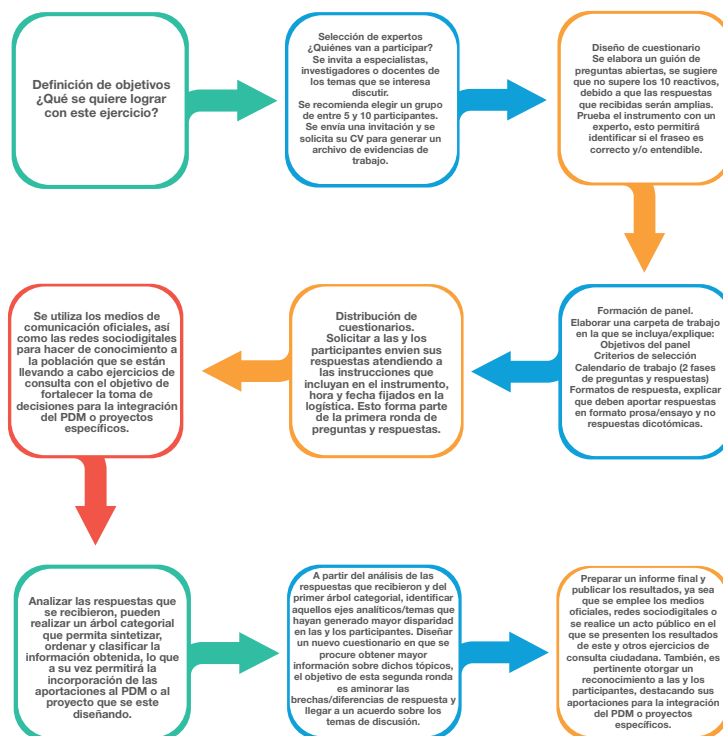 Definición de objetivos
¿Qué se quiere lograr
con este ejercicio?
Selección de expertos
¿Quiénes van a participar?
Se invita a especialistas,
investigadores o docentes de
los temas que se interesa
discutir.
Se recomienda elegir un grupo
de entre 5 y 10 participantes.
Se envía una invitación y se
solicita su CV para generar un
archivo de evidencias de
trabajo.
Diseño de cuestionario
Se elabora un guión de
preguntas abiertas, se sugiere
que no supere los 10 reactivos,
debido a que las respuestas
que recibidas serán amplias.
Prueba el instrumento con un
experto, esto permitirá
identificar si el fraseo es
correcto y/o entendible.
Formación de panel.
Elaborar una carpeta de trabajo
en la que se incluya/explique:
Objetivos del panel
Criterios de selección
Calendario de trabajo (2 fases
de preguntas y respuestas)
Formatos de respuesta, explicar
que deben aportar respuestas
en formato prosa/ensayo y no
respuestas dicotómicas.
Distribución de
cuestionarios.
Solicitar a las y los
participantes envien sus
respuestas atendiendo a
las instrucciones que
incluyan en el instrumento,
hora y fecha fijados en la
logística. Esto forma parte
de la primera ronda de
preguntas y respuestas.
Se utiliza los medios de
comunicación oficiales, así
como las redes sociodigitales
para hacer de conocimiento a
la población que se están
llevando a cabo ejercicios de
consulta con el objetivo de
fortalecer la toma de
decisiones para la integración
del PDM o proyectos
específicos.
Analizar las respuestas que
se recibieron, pueden
realizar un árbol categorial
que permita sintetizar,
ordenar y clasificar la
información obtenida, lo que
a su vez permitirá la
incorporación de las
aportaciones al PDM o al
proyecto que se este
diseñando.
A partir del análisis de las
respuestas que recibieron y del
primer árbol categorial, identificar
aquellos ejes analíticos/temas que
hayan generado mayor disparidad
en las y los participantes. Diseñar
un nuevo cuestionario en que se
procure obtener mayor
información sobre dichos tópicos,
el objetivo de esta segunda ronda
es aminorar las
brechas/diferencias de respuesta y
llegar a un acuerdo sobre los
temas de discusión.
Preparar un informe final y
publicar los resultados, ya sea
que se emplee los medios
oficiales, redes sociodigitales o
se realice un acto público en el
que se presenten los resultados
de este y otros ejercicios de
consulta ciudadana. También, es
pertinente otorgar un
reconocimiento a las y los
participantes, destacando sus
aportaciones para la integración
del PDM o proyectos
específicos.